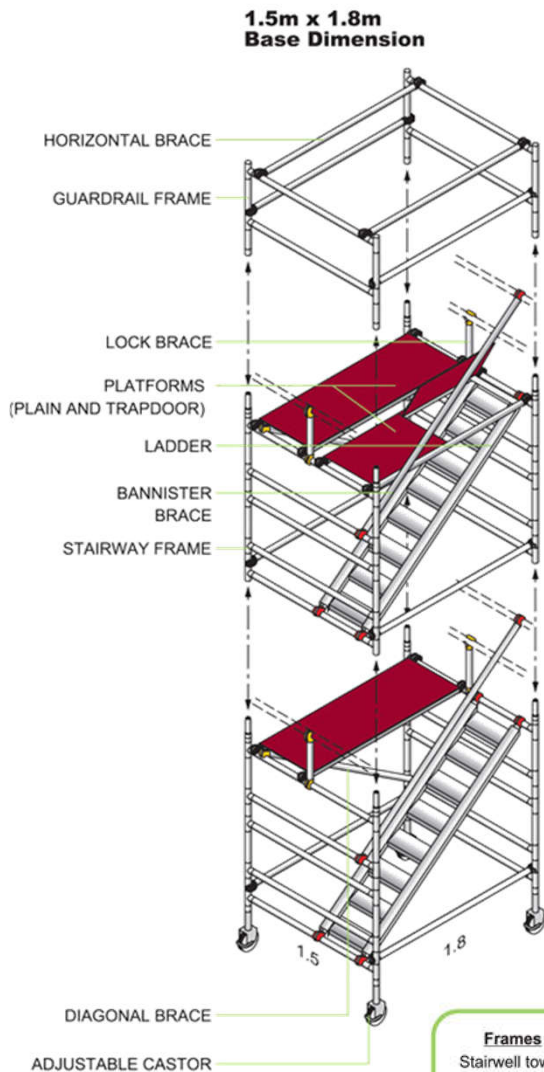 1.5m x 1.8m
Base Dimension
HORIZONTAL BRACE
GUARDRAIL FRAME
LOCK BRACE
PLATFORMS
(PLAIN AND TRAPDOOR)
LADDER
BANNISTER
BRACE
STAIRWAY FRAME
1.5
1.8
DIAGONAL BRACE
ADJUSTABLE CASTOR
Frames
Stairwell tow